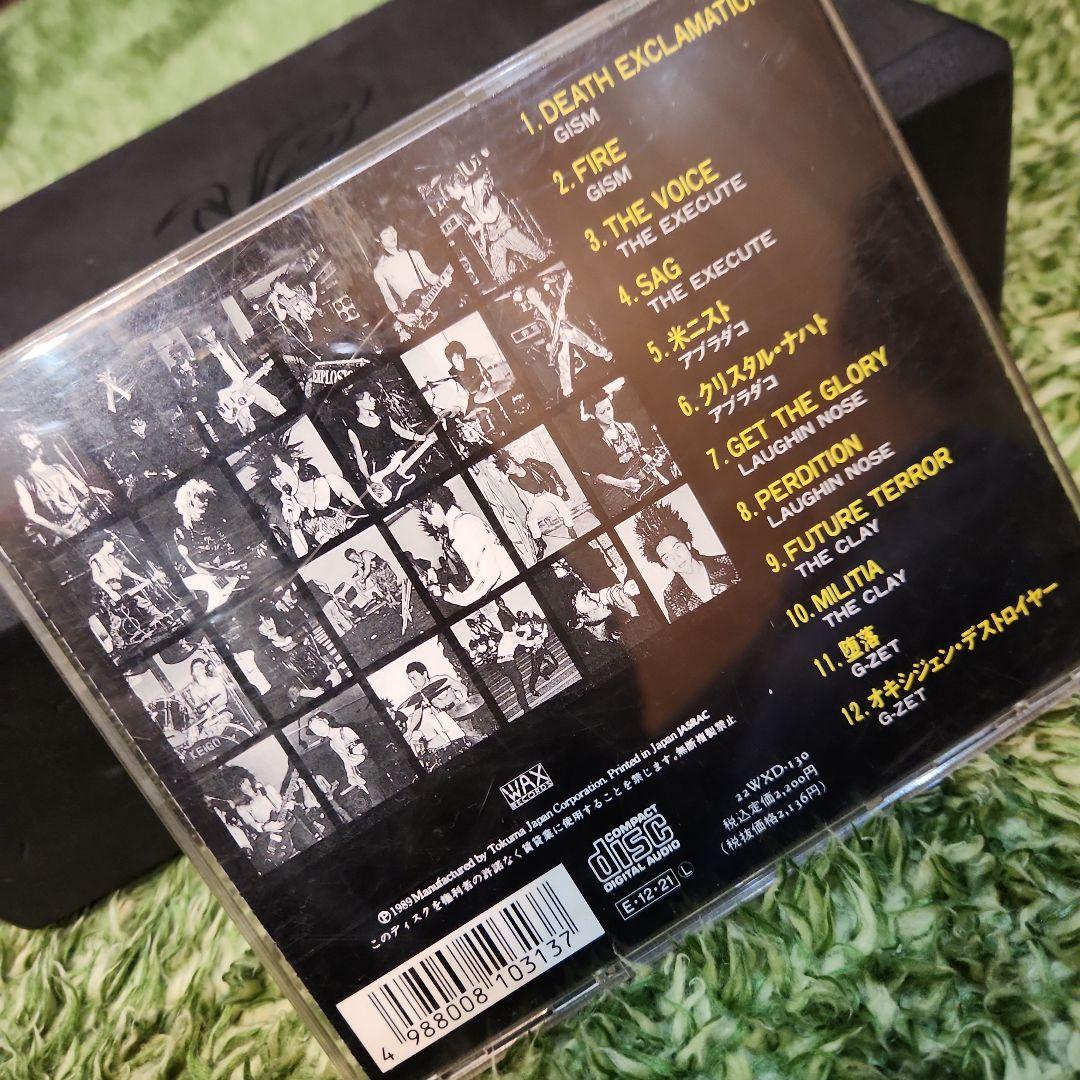 1. DEATH EXCLAMATION
GISM
2. FIRE
GISM
3. THE VOICE
THE EXECUTE
4. SAG
THE EXECUTE
5. 米ニスト
アブラダコ
6. クリスタル・ナハト
アブラダコ
7. GET THE GLORY
LAUGHIN NOSE
8. PERDITION
LAUGHIN NOSE
9. FUTURE TERROR
THE CLAY
10. MILITIA
THE CLAY
11. 堕落
G-ZET
12. オキシジェン・デストロイヤー
G-ZET
EIGO
WAX
RECORDS
Ⓟ1989 Manufactured by Tokuma Japan Corporation. Printed in Japan JASRAC
このディスクを権利者の許諾なく賃貸業に使用することを禁じます。無断複製禁止
COMPACT
disc
DIGITAL AUDIO
E・12・21 L
22WXD-130
税込定価2,200円
(税抜価格2,136円)
4 988008 103137